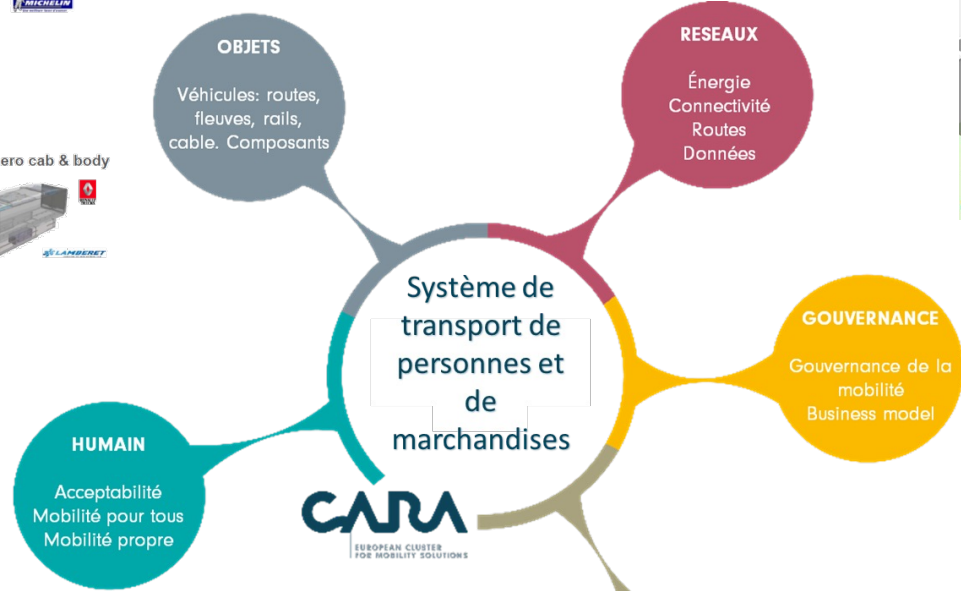 MICHELIN
OBJETS
Véhicules: routes,
fleuves, rails,
cable. Composants
RESEAUX
Énergie
Connectivité
Routes
Données
ero cab & body
LAMBERET
Système de
transport de
personnes et
de
marchandises
GOUVERNANCE
Gouvernance de la
mobilité
Business model
HUMAIN
Acceptabilité
Mobilité pour tous
Mobilité propre
CARA
EUROPEAN CLUSTER
FOR MOBILITY SOLUTIONS